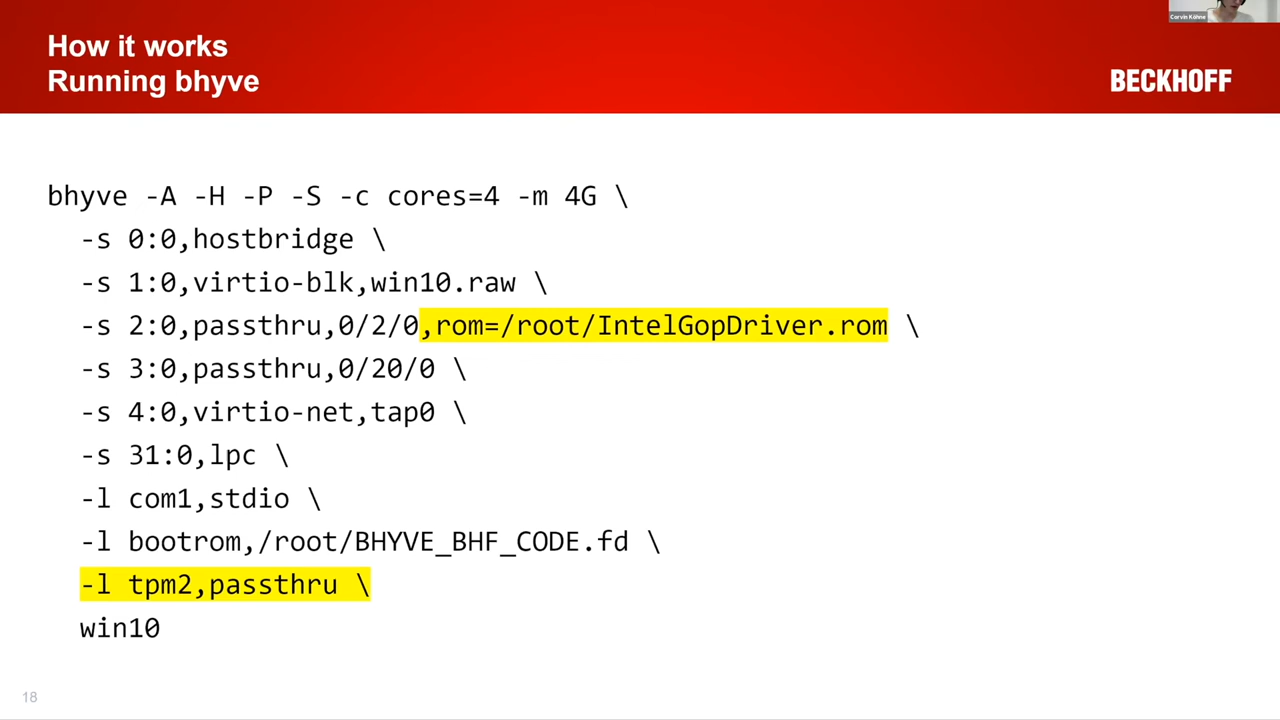 Corvin Köhne
How it works
Running bhyve
BECKHOFF
bhyve -A -H -P -S -c cores=4 -m 4G \
-s 0:0,hostbridge \
-s 1:0,virtio-blk,win10.raw \
-s 2:0,passthru,0/2/0,rom=/root/IntelGopDriver.rom \
-s 3:0,passthru,0/20/0 \
-s 4:0,virtio-net,tap0 \
-s 31:0,lpc \
-l com1,stdio \
-l bootrom,/root/BHYVE_BHF_CODE.fd \
-l tpm2,passthru \
win10
18